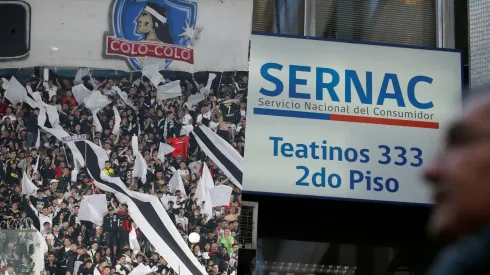 COLO-COLO
SERNAC
Servicio Nacional del Consumidor
Teatinos 333
2do Piso